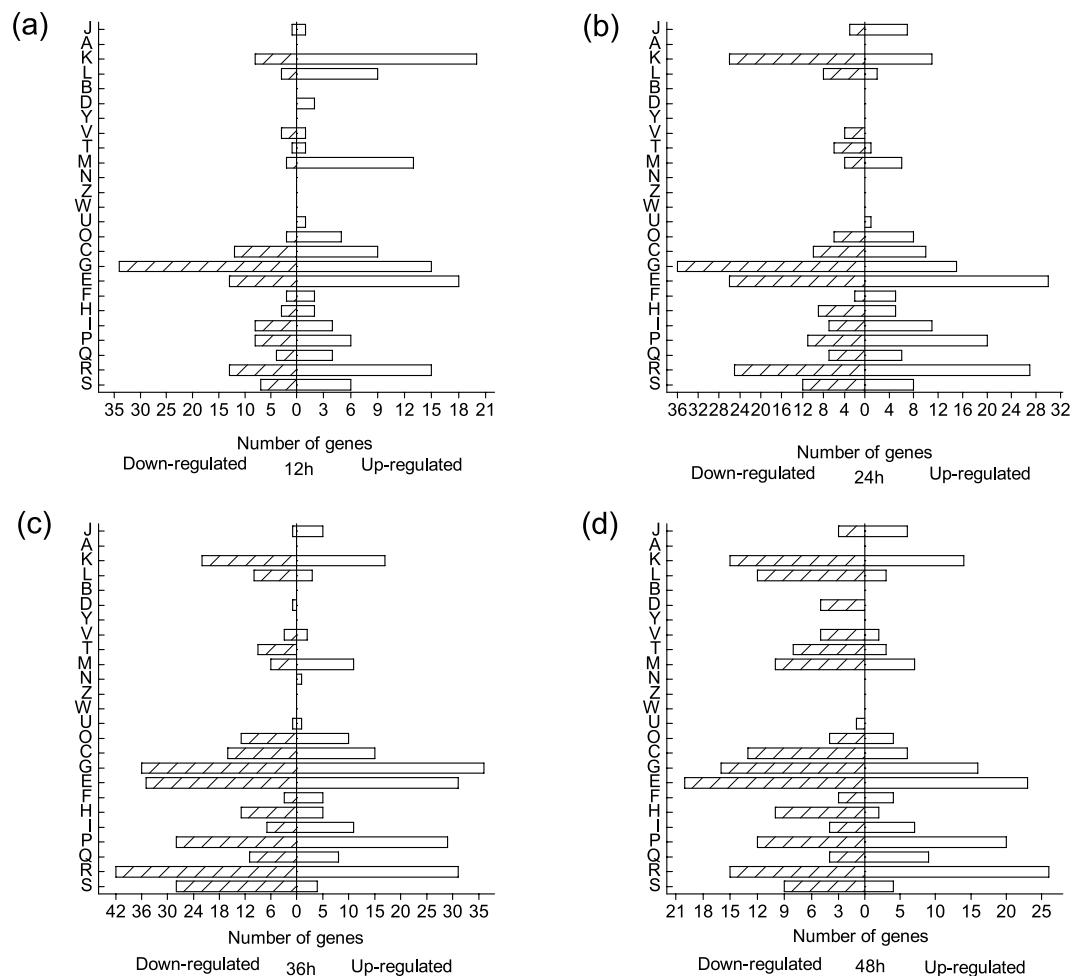 (a)
J
A
K
L
B
D
Y
V
T
M
N
Z
W
U
O
C
G
E
F
H
I
P
Q
R
S
35 30 25 20 15 10 5 0 3 6 9 12 15 18 21
Number of genes
Down-regulated 12h Up-regulated
(b)
J
A
K
L
B
D
Y
V
T
M
N
Z
W
U
O
C
G
E
F
H
I
P
Q
R
S
36 32 28 24 20 16 12 8 4 0 4 8 12 16 20 24 28 32
Number of genes
Down-regulated 24h Up-regulated
(c)
J
A
K
L
B
D
Y
V
T
M
N
Z
W
U
O
C
G
E
F
H
I
P
Q
R
S
42 36 30 24 18 12 6 0 5 10 15 20 25 30 35
Number of genes
Down-regulated 36h Up-regulated
(d)
J
A
K
L
B
D
Y
V
T
M
N
Z
W
U
O
C
G
E
F
H
I
P
Q
R
S
21 18 15 12 9 6 3 0 5 10 15 20 25
Number of genes
Down-regulated 48h Up-regulated